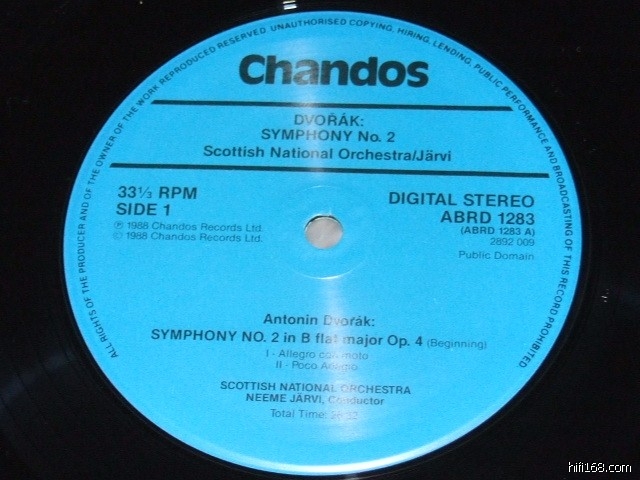 ALL RIGHTS OF THE PRODUCER AND OF THE OWNER OF THE WORK REPRODUCED RESERVED. UNAUTHORISED COPYING, HIRING, LENDING, PUBLIC PERFORMANCE AND BROADCASTING OF THIS RECORD PROHIBITED.
Chandos
DVOŘÁK:
SYMPHONY No. 2
Scottish National Orchestra/Järvi
33⅓ RPM
SIDE 1
℗ 1988 Chandos Records Ltd.
© 1988 Chandos Records Ltd.
DIGITAL STEREO
ABRD 1283
(ABRD 1283 A)
2892 009
Public Domain
Antonin Dvořák:
SYMPHONY NO. 2 in B flat major Op. 4 (Beginning)
I - Allegro con moto
II - Poco Adagio
SCOTTISH NATIONAL ORCHESTRA
NEEME JÄRVI, Conductor
Total Time:
hifi168.com